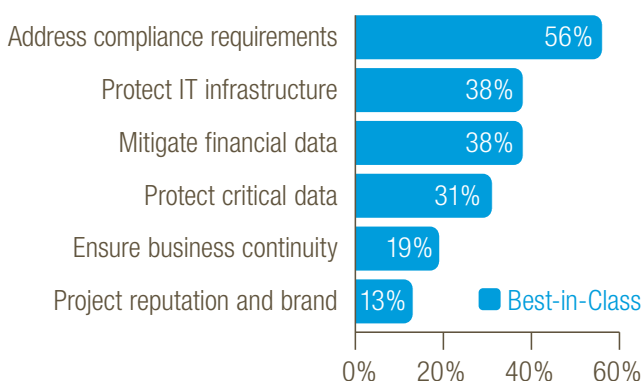 Address compliance requirements 56%
Protect IT infrastructure 38%
Mitigate financial data 38%
Protect critical data 31%
Ensure business continuity 19%
Project reputation and brand 13% Best-in-Class
0% 20% 40% 60%